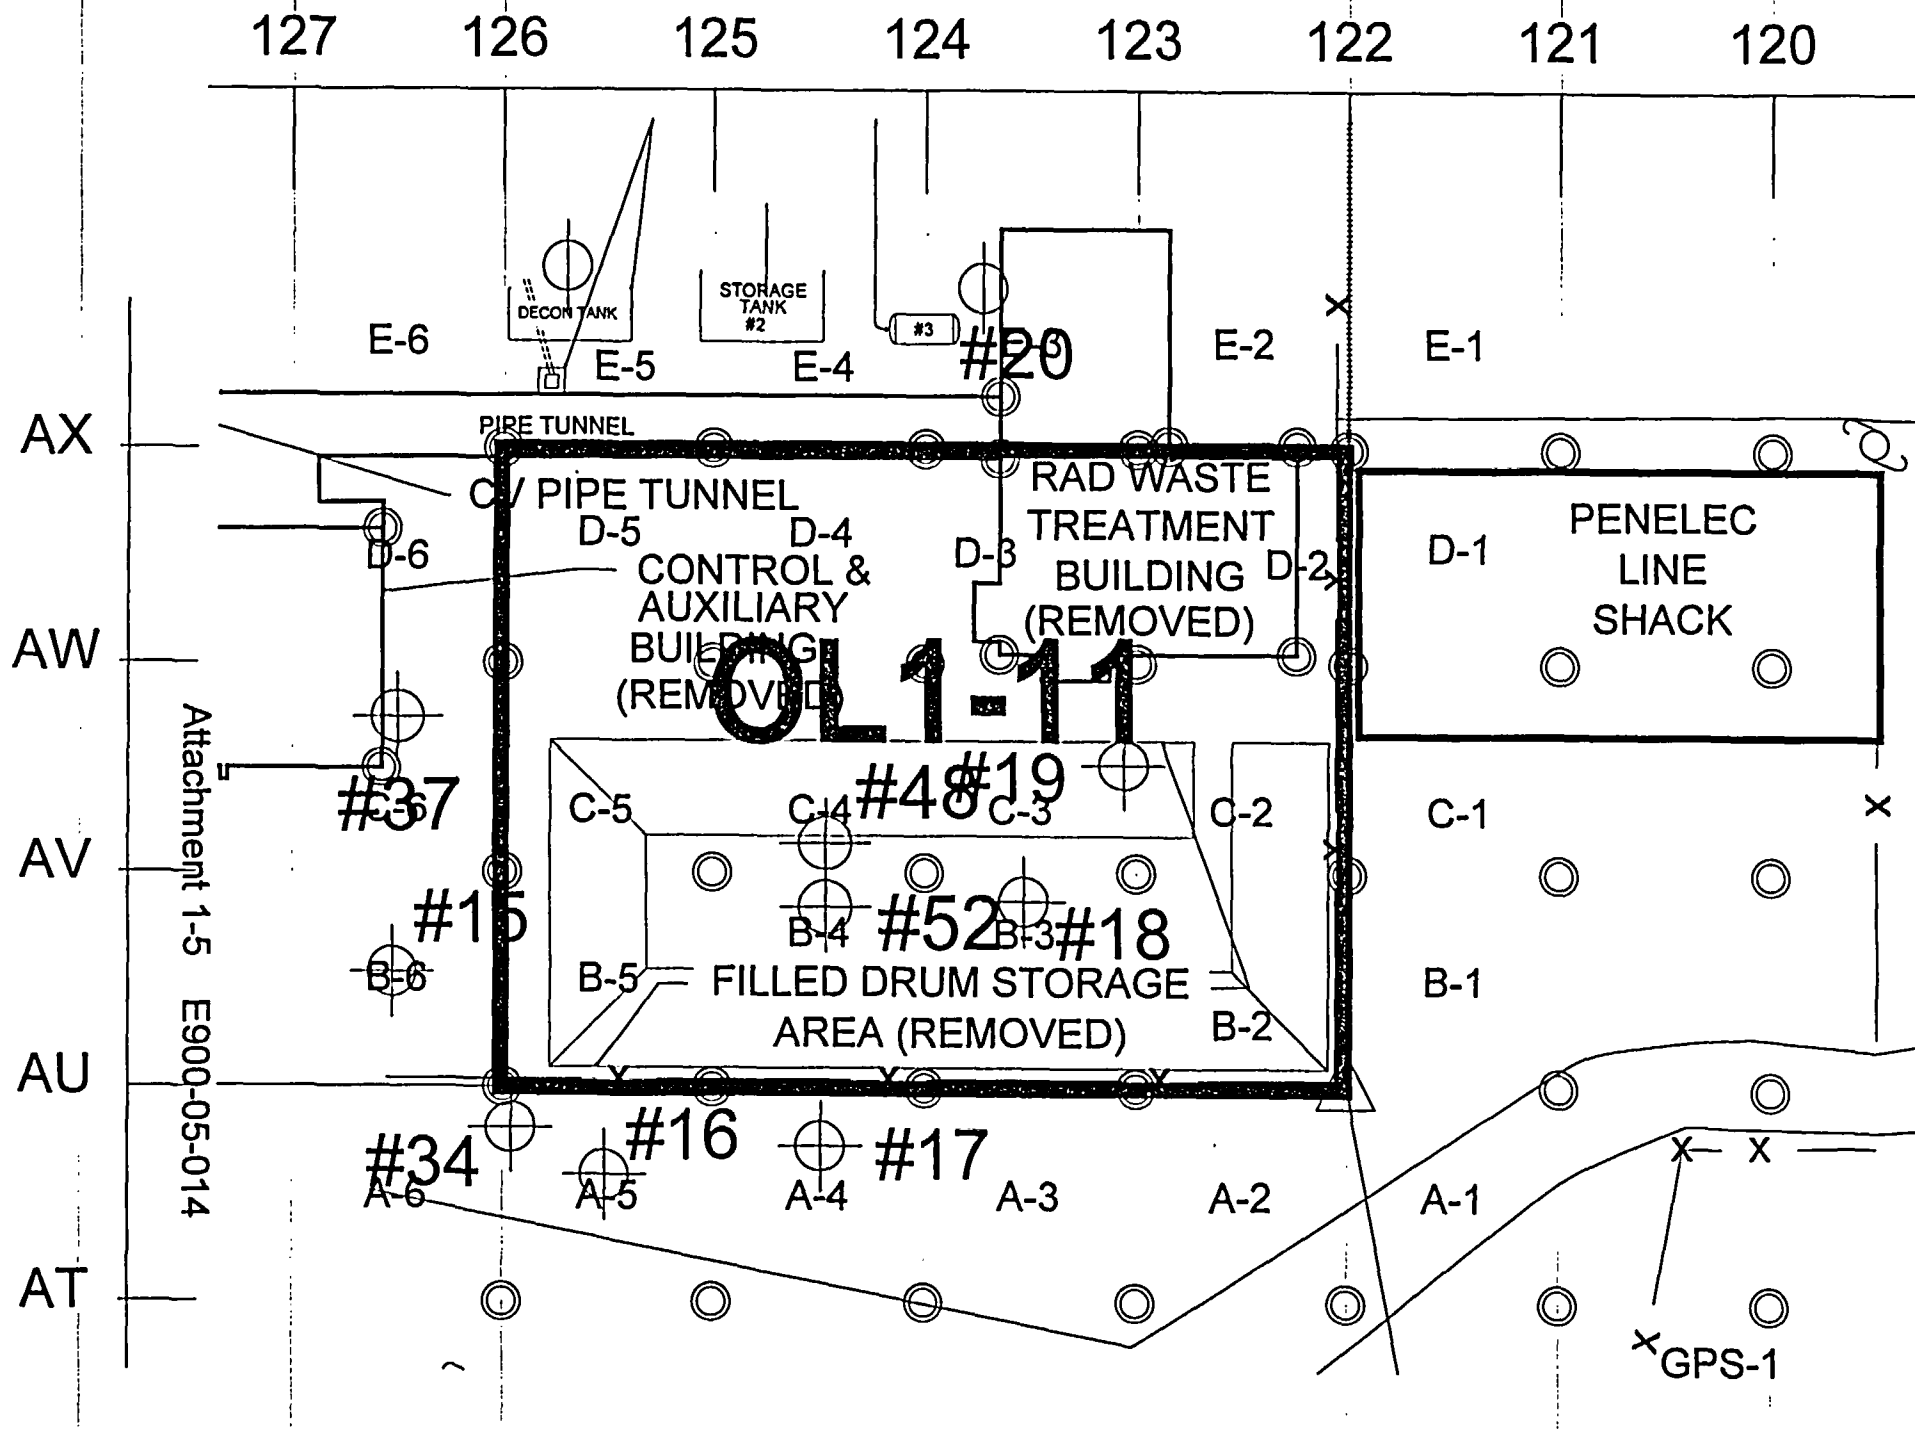 127 126 125 124 123 122 121 120
STORAGE
TANK
#2
DECON TANK
#3
E-6 E-5 E-4 #20 E-3 E-2 E-1
AX
PIPE TUNNEL
CV PIPE TUNNEL
RAD WASTE
TREATMENT
BUILDING
(REMOVED)
PENELEC
LINE
SHACK
D-6 D-5 D-4 D-3 D-2 D-1
CONTROL &
AUXILIARY
BUILDING
(REMOVED)
AW
OL1-11
#37 #48 #19
C-6 C-5 C-4 C-3 C-2 C-1
AV
#15 #52 #18
B-6 B-5 B-4 B-3 B-2 B-1
FILLED DRUM STORAGE
AREA (REMOVED)
AU
#34 #16 #17
A-6 A-5 A-4 A-3 A-2 A-1
AT
GPS-1
Attachment 1-5 E900-05-014